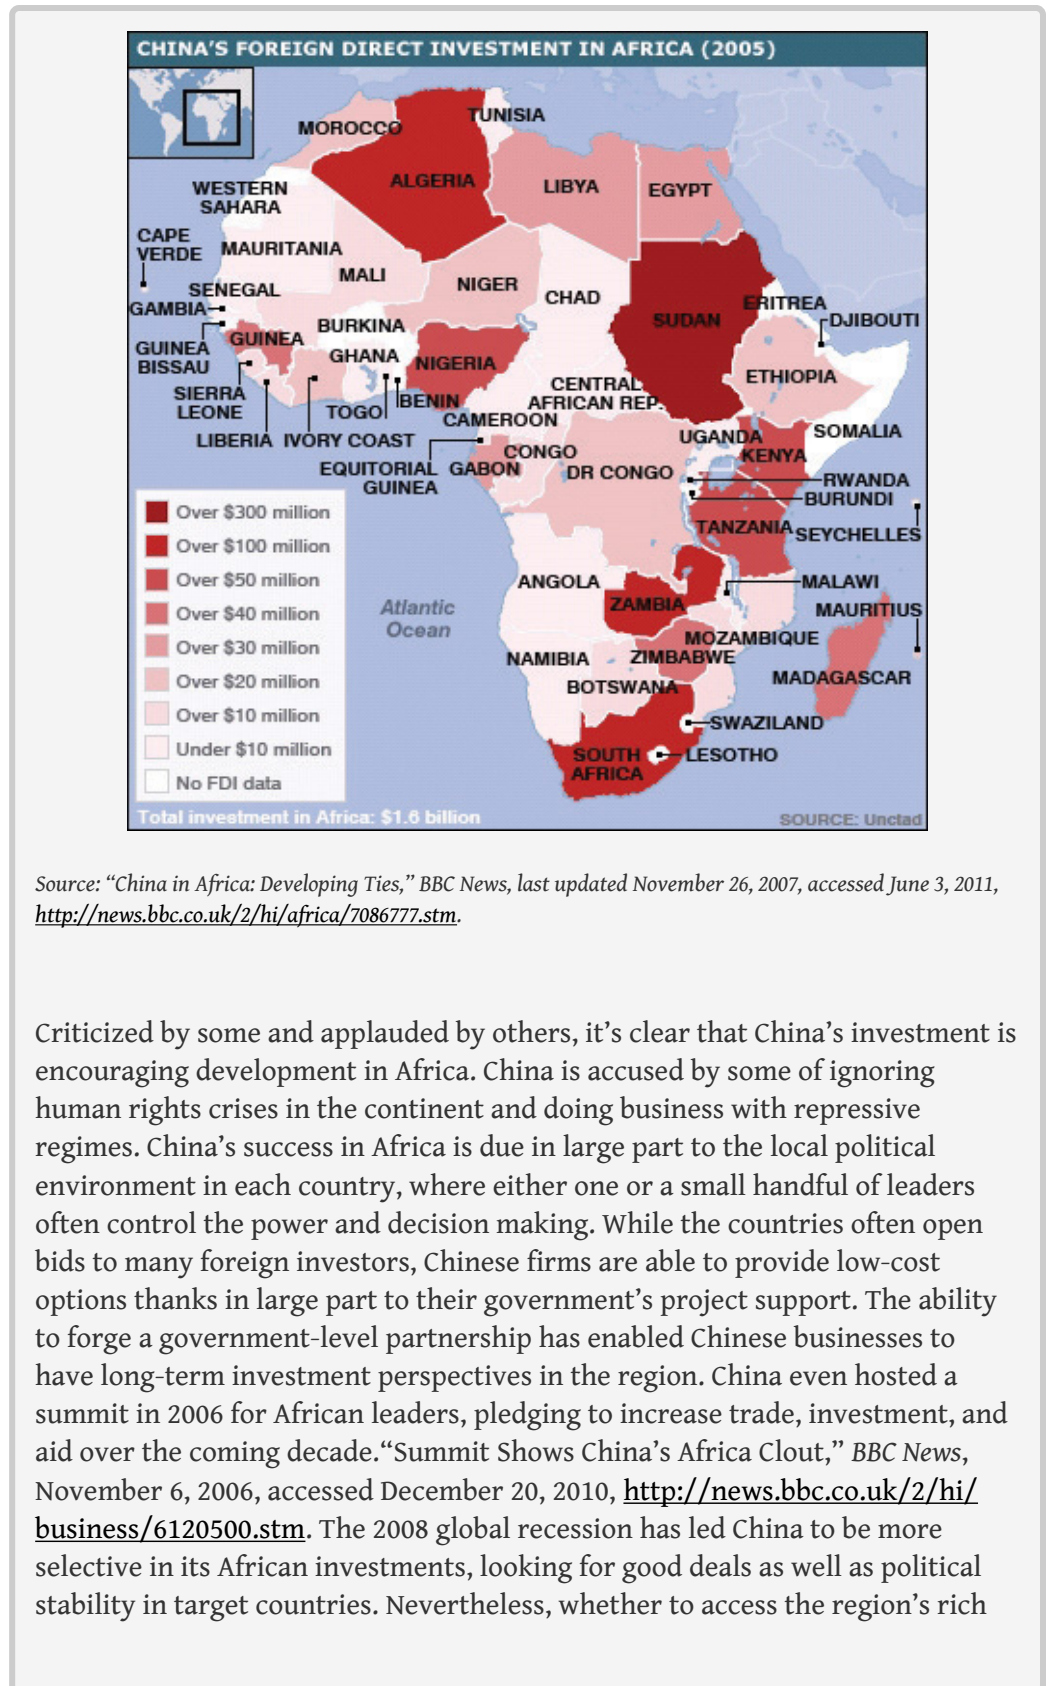 CHINA'S FOREIGN DIRECT INVESTMENT IN AFRICA (2005)
TUNISIA
MOROCCO
ALGERIA
LIBYA
EGYPT
WESTERN
SAHARA
CAPE
VERDE
MAURITANIA
MALI
NIGER
CHAD
SUDAN
ERITREA
SENEGAL
GAMBIA
DJIBOUTI
BURKINA
GUINEA
GUINEA
BISSAU
GHANA
NIGERIA
ETHIOPIA
SIERRA
LEONE
TOGO
BENIN
CENTRAL
AFRICAN REP.
CAMEROON
LIBERIA
IVORY COAST
UGANDA
SOMALIA
KENYA
EQUITORIAL
GUINEA
GABON
CONGO
DR CONGO
RWANDA
BURUNDI
TANZANIA
SEYCHELLES
Over $300 million
Over $100 million
Over $50 million
Over $40 million
Over $30 million
Over $20 million
Over $10 million
Under $10 million
No FDI data
Atlantic
Ocean
ANGOLA
ZAMBIA
MALAWI
MAURITIUS
MOZAMBIQUE
NAMIBIA
ZIMBABWE
MADAGASCAR
BOTSWANA
SWAZILAND
SOUTH
AFRICA
LESOTHO
Total investment in Africa: $1.6 billion
SOURCE: Unctad
Source: “China in Africa: Developing Ties,” BBC News, last updated November 26, 2007, accessed June 3, 2011,
http://news.bbc.co.uk/2/hi/africa/7086777.stm.
Criticized by some and applauded by others, it’s clear that China’s investment is
encouraging development in Africa. China is accused by some of ignoring
human rights crises in the continent and doing business with repressive
regimes. China’s success in Africa is due in large part to the local political
environment in each country, where either one or a small handful of leaders
often control the power and decision making. While the countries often open
bids to many foreign investors, Chinese firms are able to provide low-cost
options thanks in large part to their government’s project support. The ability
to forge a government-level partnership has enabled Chinese businesses to
have long-term investment perspectives in the region. China even hosted a
summit in 2006 for African leaders, pledging to increase trade, investment, and
aid over the coming decade.“Summit Shows China’s Africa Clout,” BBC News,
November 6, 2006, accessed December 20, 2010, http://news.bbc.co.uk/2/hi/
business/6120500.stm. The 2008 global recession has led China to be more
selective in its African investments, looking for good deals as well as political
stability in target countries. Nevertheless, whether to access the region’s rich